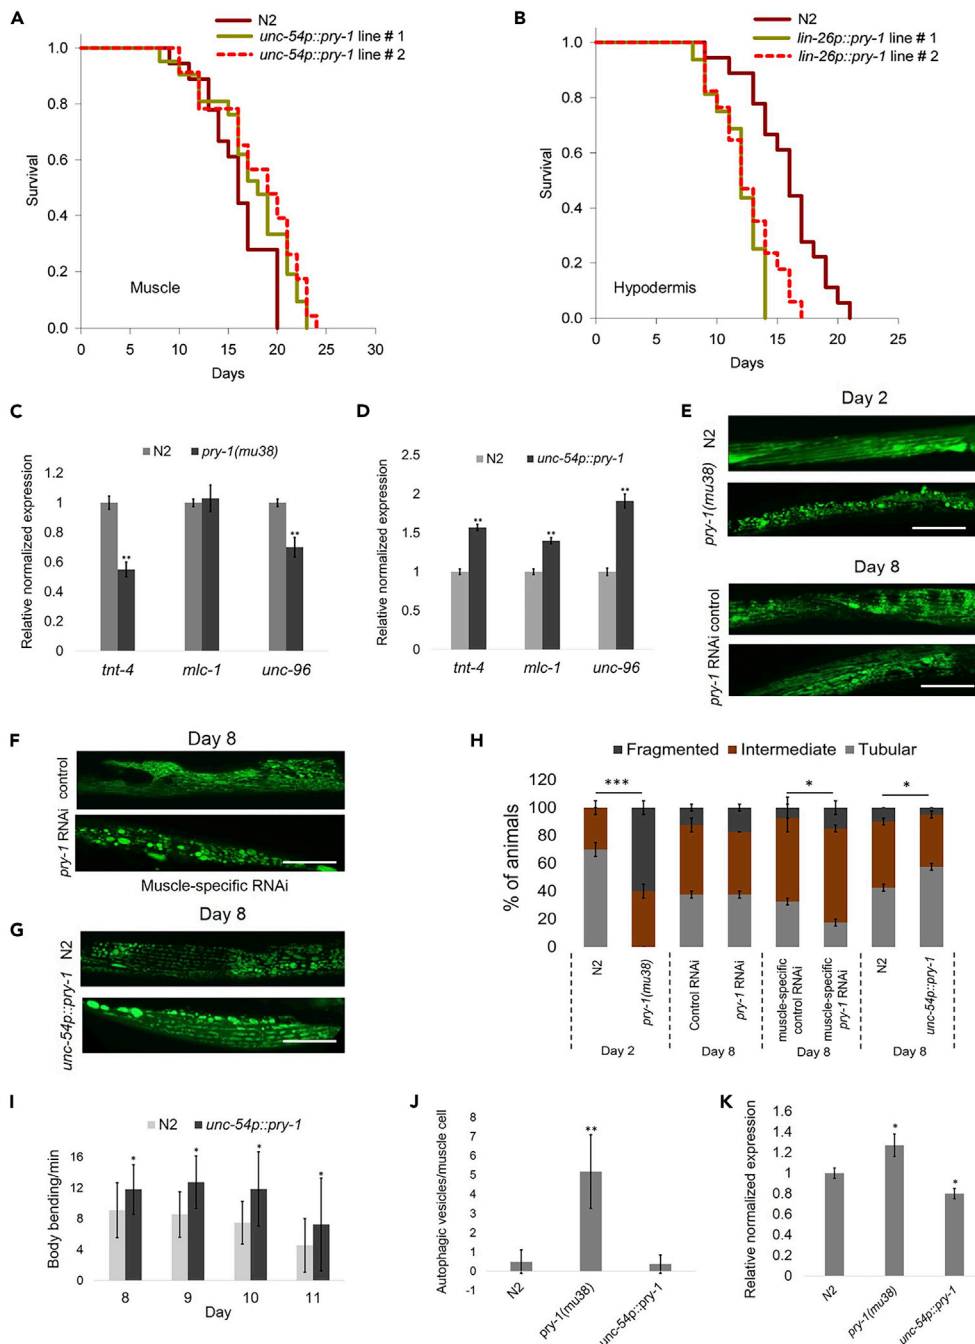 A
N2
unc-54p::pry-1 line # 1
unc-54p::pry-1 line # 2
1.0
0.8
0.6
0.4
0.2
0.0
Survival
Muscle
0 5 10 15 20 25 30
Days
B
N2
lin-26p::pry-1 line # 1
lin-26p::pry-1 line # 2
1.0
0.8
0.6
0.4
0.2
0.0
Survival
Hypodermis
0 5 10 15 20 25
Days
C
N2 pry-1(mu38)
1.2
1
0.8
0.6
0.4
0.2
0
Relative normalized expression
** **
tnt-4 mlc-1 unc-96
D
N2 unc-54p::pry-1
2.5
2
1.5
1
0.5
0
Relative normalized expression
** ** **
tnt-4 mlc-1 unc-96
E
Day 2
N2
pry-1(mu38)
Day 8
control
pry-1 RNAi
F
Day 8
control
pry-1 RNAi
Muscle-specific RNAi
G
Day 8
N2
unc-54p::pry-1
H
Fragmented Intermediate Tubular
120
100
80
60
40
20
0
% of animals
*** * *
N2
pry-1(mu38)
Control RNAi
pry-1 RNAi
muscle-specific
control RNAi
muscle-specific
pry-1 RNAi
N2
unc-54p::pry-1
Day 2 Day 8 Day 8 Day 8
I
N2 unc-54p::pry-1
16
12
8
4
0
Body bending/min
* * * *
8 9 10 11
Day
J
Autophagic vesicles/muscle cell
8
7
6
5
4
3
2
1
0
-1
**
N2
pry-1(mu38)
unc-54p::pry-1
K
Relative normalized expression
1.6
1.4
1.2
1
0.8
0.6
0.4
0.2
0
* *
N2
pry-1(mu38)
unc-54p::pry-1